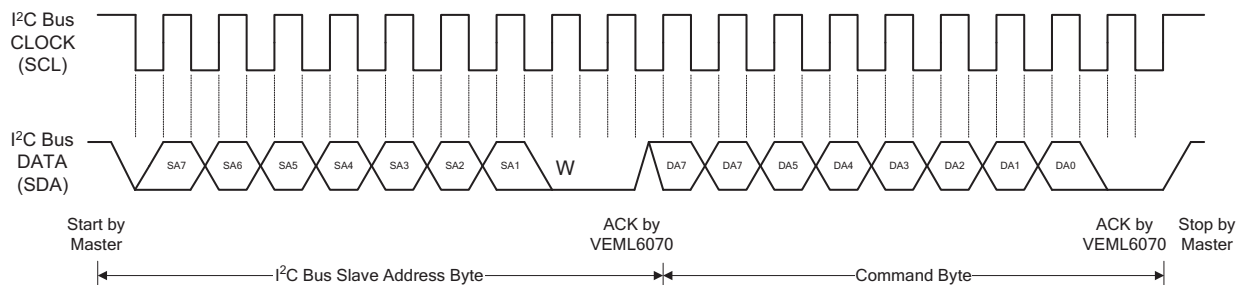 I²C Bus
CLOCK
(SCL)
I²C Bus
DATA
(SDA)
SA7 SA6 SA5 SA4 SA3 SA2 SA1 W DA7 DA7 DA5 DA4 DA3 DA2 DA1 DA0
Start by
Master
ACK by
VEML6070
ACK by
VEML6070
Stop by
Master
I²C Bus Slave Address Byte
Command Byte